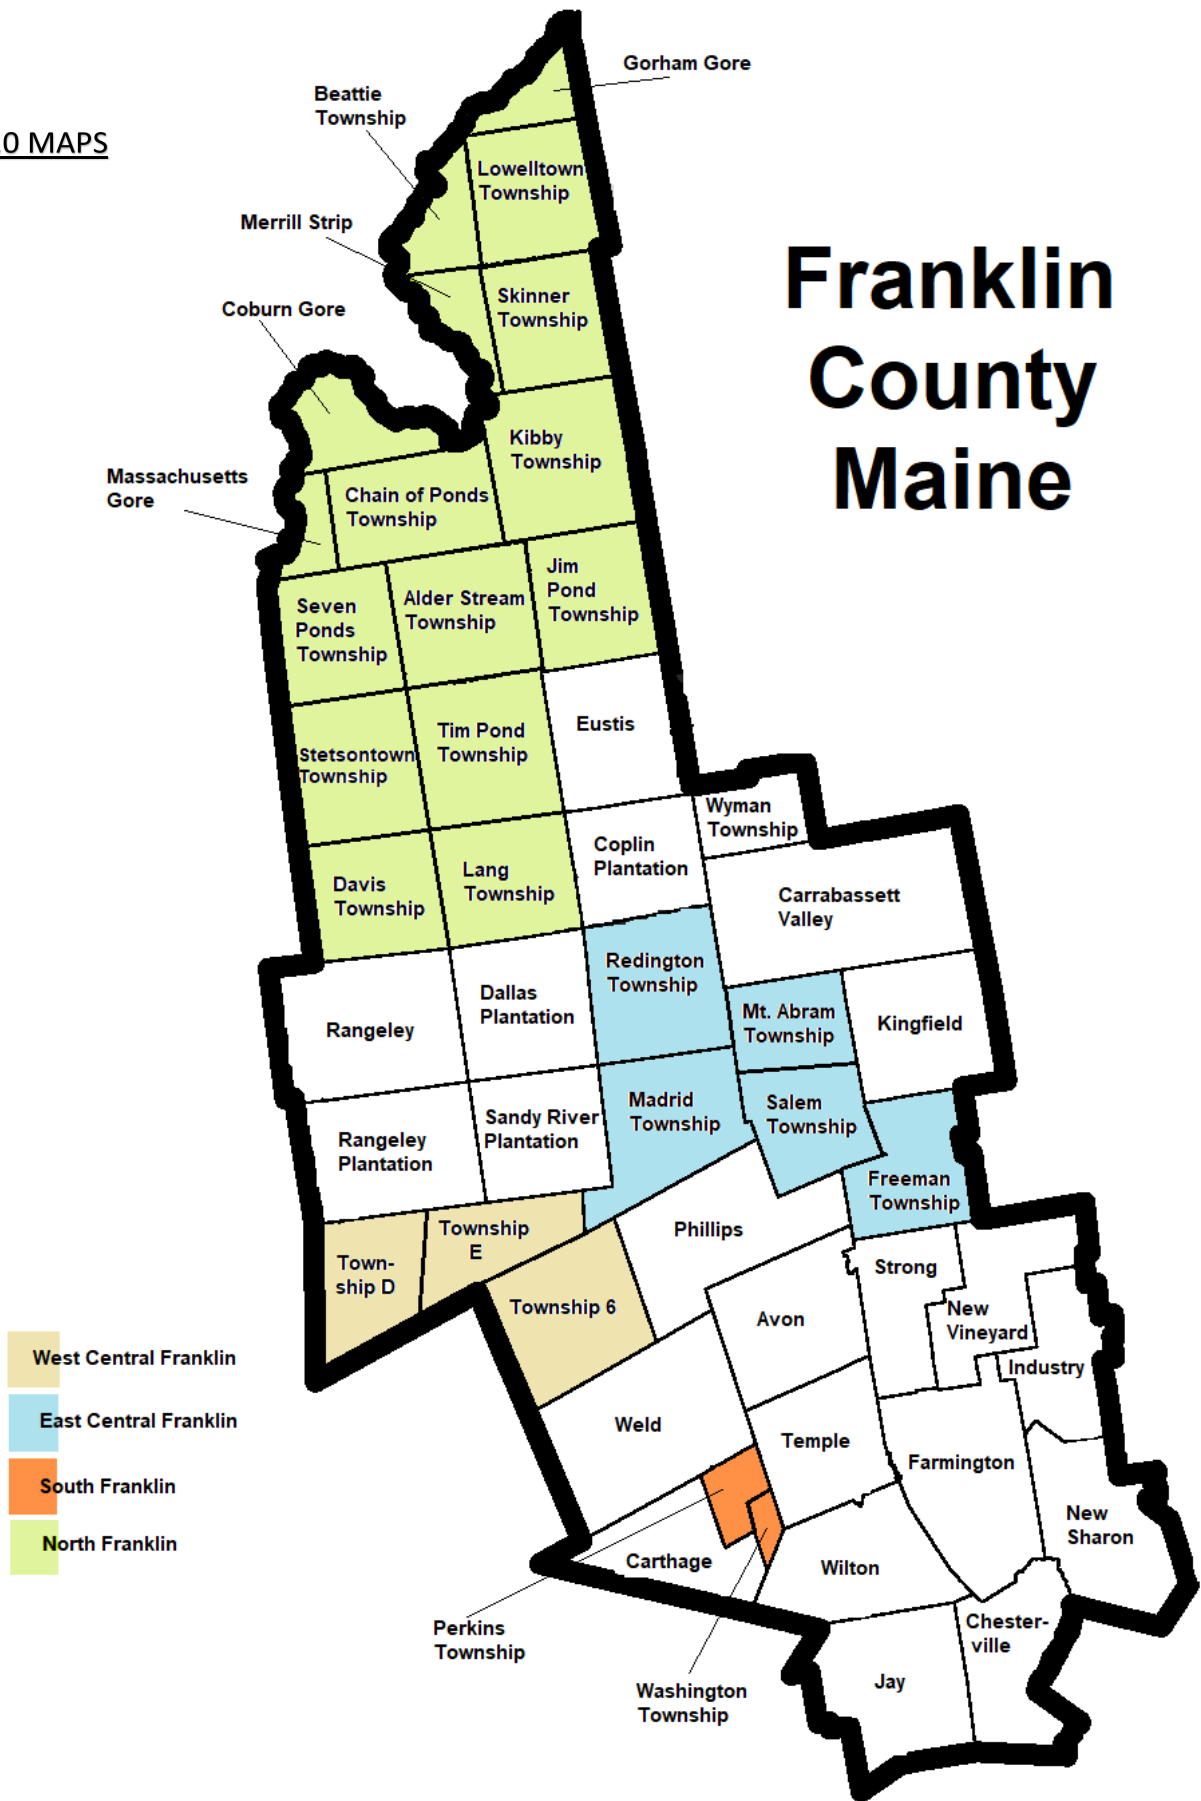 Gorham Gore
Beattie
Township
0 MAPS
Lowelltown
Township
Merrill Strip
Franklin
County
Maine
Skinner
Township
Coburn Gore
Kibby
Township
Massachusetts
Gore
Chain of Ponds
Township
Jim
Pond
Township
Alder Stream
Township
Seven
Ponds
Township
Eustis
Tim Pond
Township
Stetsontown
Township
Wyman
Township
Coplin
Plantation
Lang
Township
Davis
Township
Carrabassett
Valley
Redington
Township
Dallas
Plantation
Mt. Abram
Township
Kingfield
Rangeley
Madrid
Township
Salem
Township
Sandy River
Plantation
Rangeley
Plantation
Freeman
Township
Phillips
Township
E
Town-
ship D
Strong
Township 6
Avon
New
Vineyard
Industry
West Central Franklin
East Central Franklin
South Franklin
North Franklin
Weld
Temple
Farmington
New
Sharon
Carthage
Wilton
Perkins
Township
Chester-
ville
Jay
Washington
Township